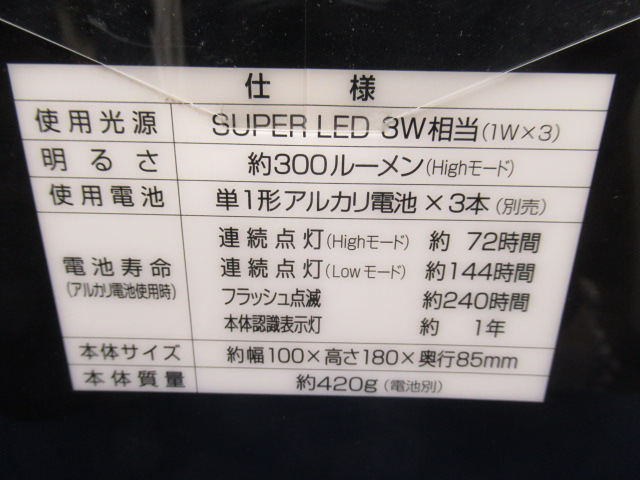 仕様
使用光源 SUPER LED 3W相当(1W×3)
明るさ 約300ルーメン(Highモード)
使用電池 単1形アルカリ電池×3本(別売)
電池寿命
(アルカリ電池使用時)
連続点灯(Highモード) 約 72時間
連続点灯(Lowモード) 約144時間
フラッシュ点滅 約240時間
本体認識表示灯 約 1年
本体サイズ 約幅100×高さ180×奥行85mm
本体質量 約420g(電池別)